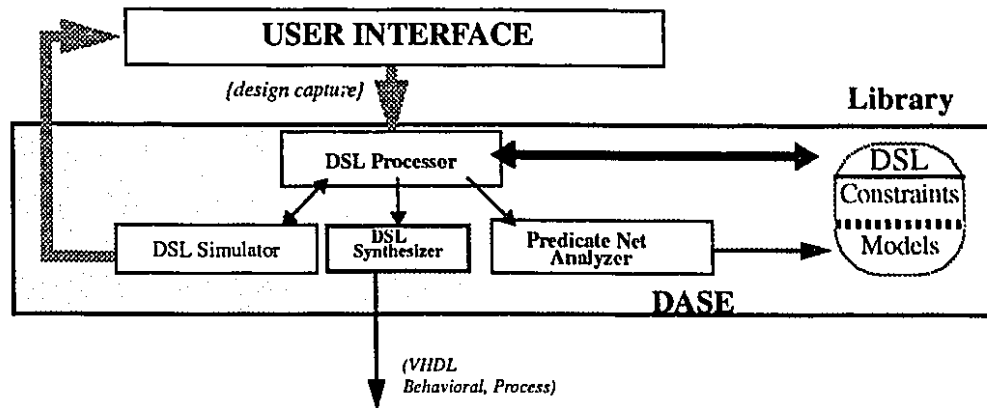 USER INTERFACE
{design capture}
Library
DSL Processor
DSL
Constraints
Models
DSL Simulator
DSL
Synthesizer
Predicate Net
Analyzer
DASE
(VHDL
Behavioral, Process)